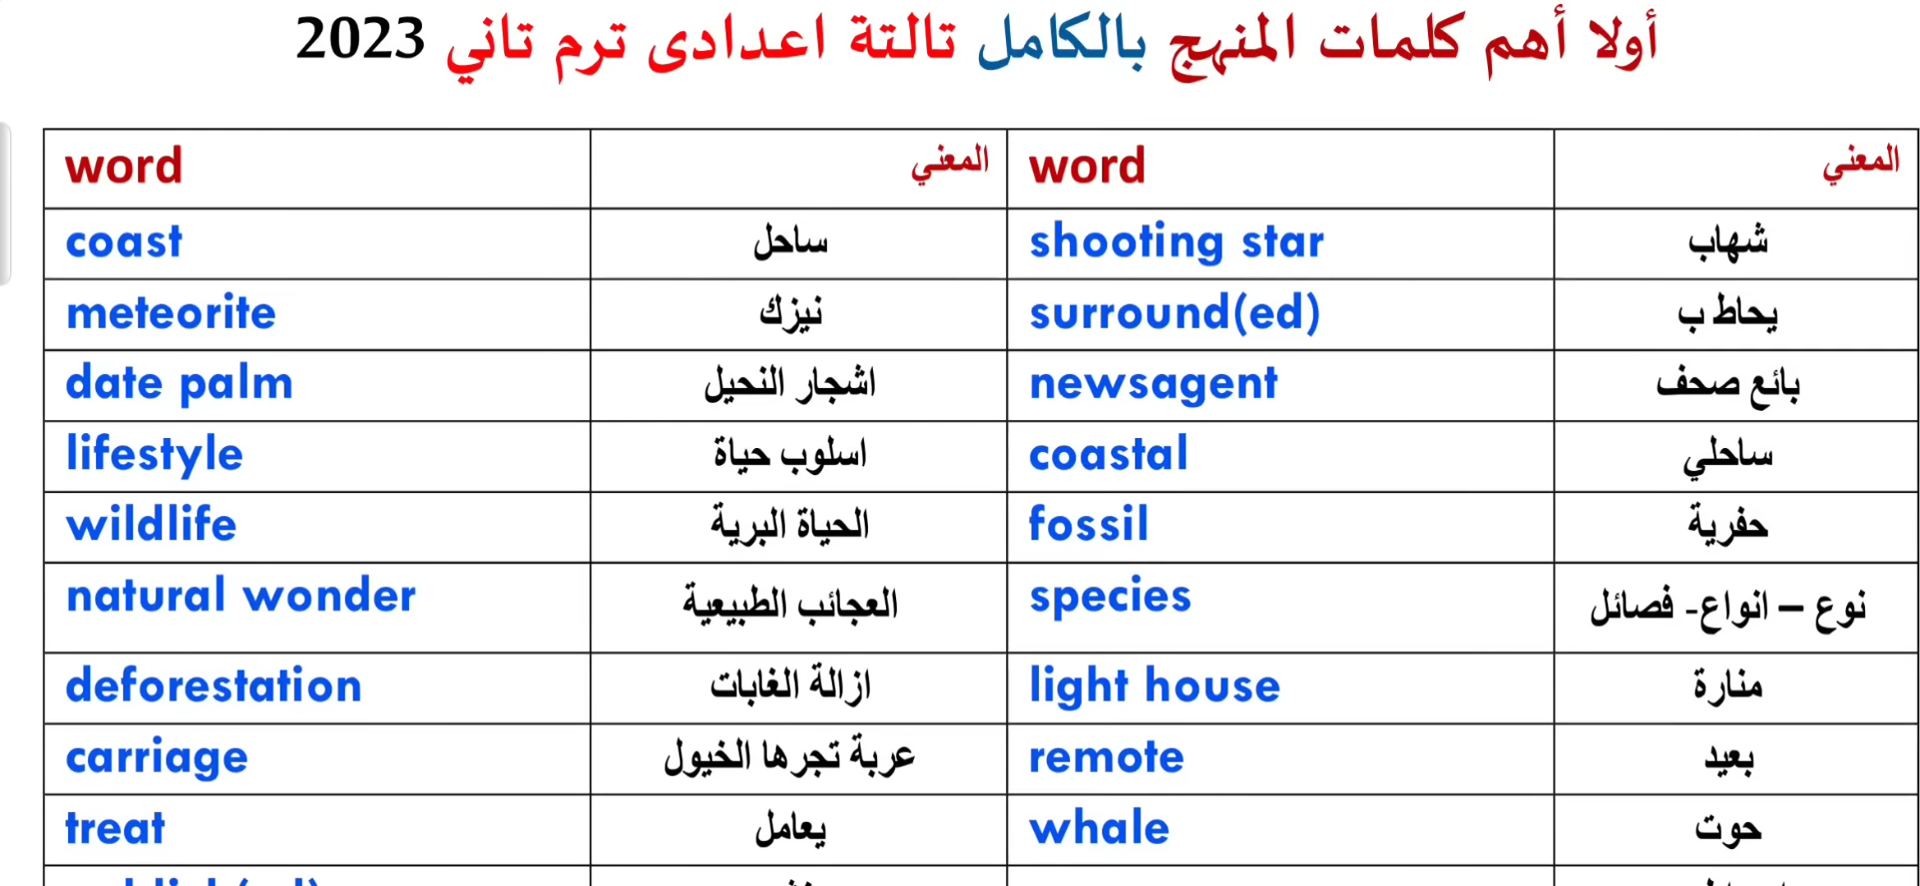 أولا أهم كلمات المنهج بالكامل تالتة اعدادى ترم تاني 2023
word المعني word المعني
coast ساحل shooting star شهاب
meteorite نيزك surround(ed) يحاط ب
date palm اشجار النحيل newsagent بائع صحف
lifestyle اسلوب حياة coastal ساحلي
wildlife الحياة البرية fossil حفرية
natural wonder العجائب الطبيعية species نوع – انواع- فصائل
deforestation ازالة الغابات light house منارة
carriage عربة تجرها الخيول remote بعيد
treat يعامل whale حوت